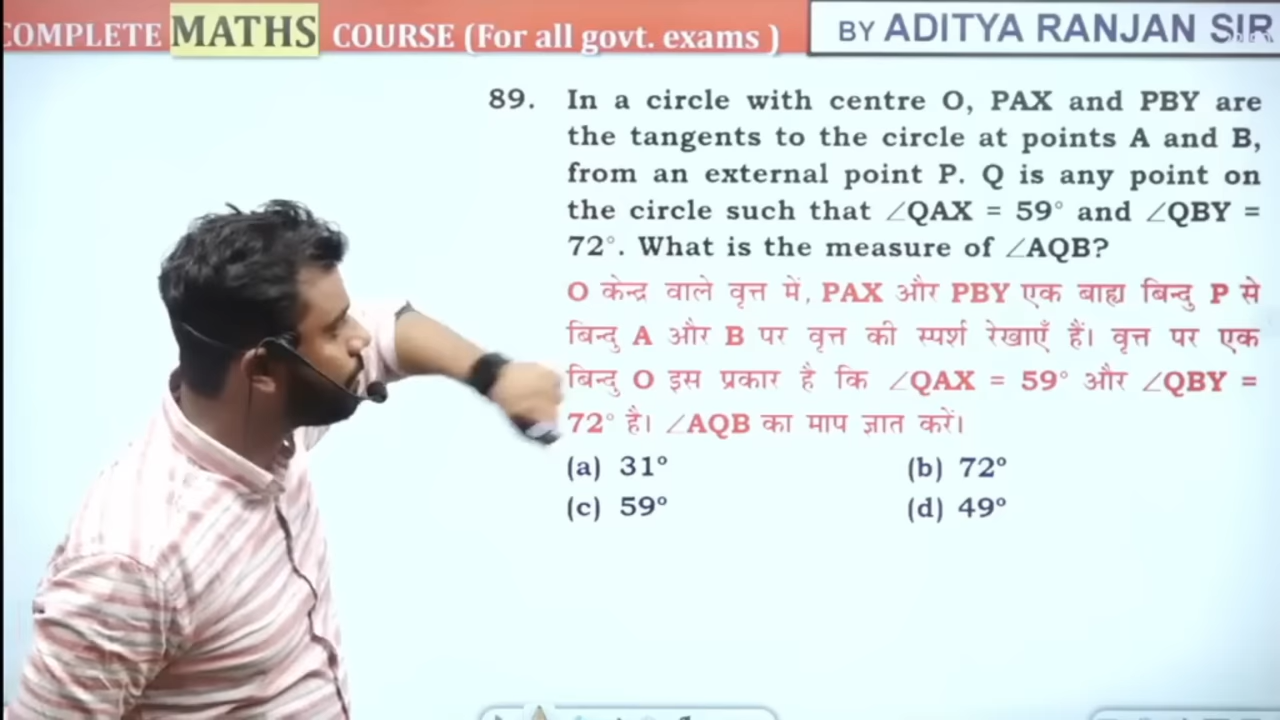 COMPLETE MATHS COURSE (For all govt. exams )
BY ADITYA RANJAN SIR
89. In a circle with centre O, PAX and PBY are
the tangents to the circle at points A and B,
from an external point P. Q is any point on
the circle such that ∠QAX = 59° and ∠QBY =
72°. What is the measure of ∠AQB?
O केन्द्र वाले वृत्त में, PAX और PBY एक बाह्य बिन्दु P से
बिन्दु A और B पर वृत्त की स्पर्श रेखाएँ हैं। वृत्त पर एक
बिन्दु O इस प्रकार है कि ∠QAX = 59° और ∠QBY =
72° है। ∠AQB का माप ज्ञात करें।
(a) 31° (b) 72°
(c) 59° (d) 49°